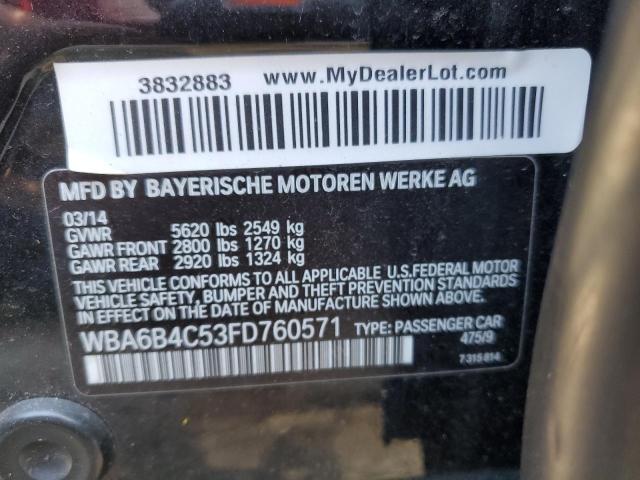 3832883 www.MyDealerLot.com
MFD BY BAYERISCHE MOTOREN WERKE AG
03/14
GVWR 5620 lbs 2549 kg
GAWR FRONT 2800 lbs 1270 kg
GAWR REAR 2920 lbs 1324 kg
THIS VEHICLE CONFORMS TO ALL APPLICABLE U.S.FEDERAL MOTOR
VEHICLE SAFETY, BUMPER AND THEFT PREVENTION STANDARDS
IN EFFECT ON THE DATE OF MANUFACTURE SHOWN ABOVE.
WBA6B4C53FD760571 TYPE: PASSENGER CAR
475/9
7315814